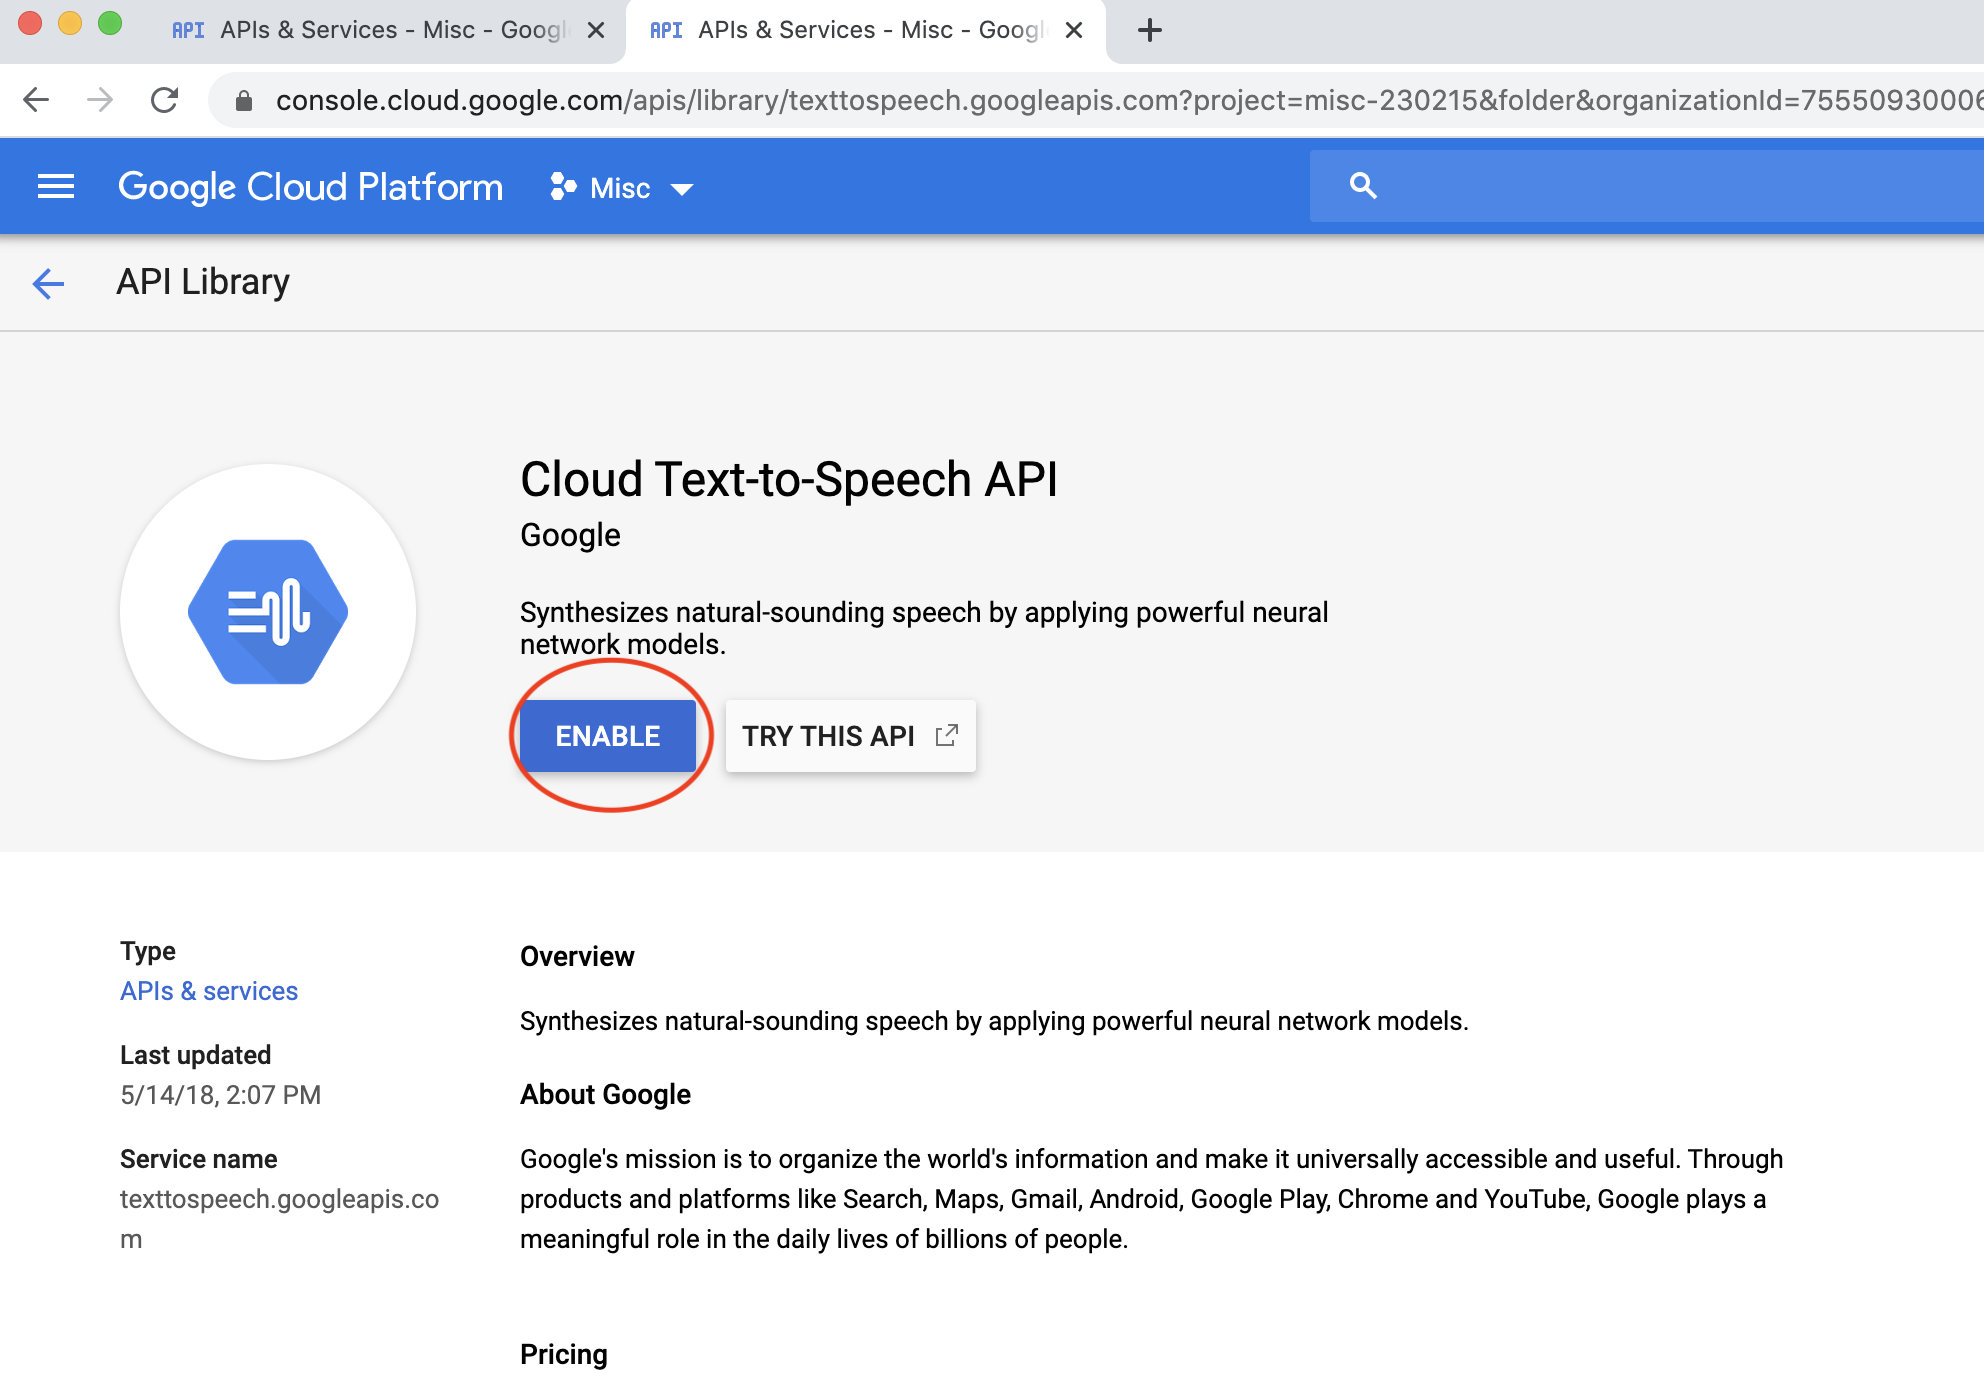 API APIs & Services - Misc - Googl
API APIs & Services - Misc - Googl
console.cloud.google.com/apis/library/texttospeech.googleapis.com?project=misc-230215&folder&organizationId=75550930006
Google Cloud Platform Misc
API Library
Cloud Text-to-Speech API
Google
Synthesizes natural-sounding speech by applying powerful neural
network models.
ENABLE TRY THIS API
Type
APIs & services
Last updated
5/14/18, 2:07 PM
Service name
texttospeech.googleapis.co
m
Overview
Synthesizes natural-sounding speech by applying powerful neural network models.
About Google
Google's mission is to organize the world's information and make it universally accessible and useful. Through
products and platforms like Search, Maps, Gmail, Android, Google Play, Chrome and YouTube, Google plays a
meaningful role in the daily lives of billions of people.
Pricing